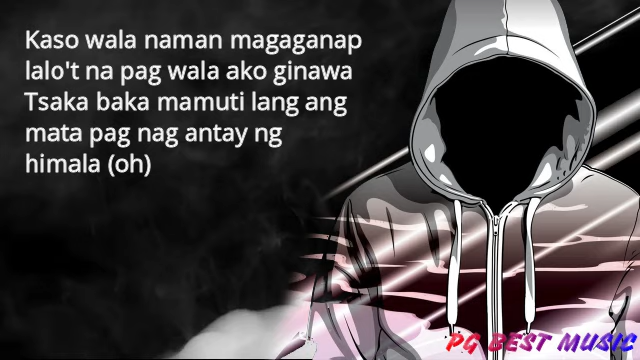 Kaso wala naman magaganap
lalo't na pag wala ako ginawa
Tsaka baka mamuti lang ang
mata pag nag antay ng
himala (oh)
PG BEST MUSIC